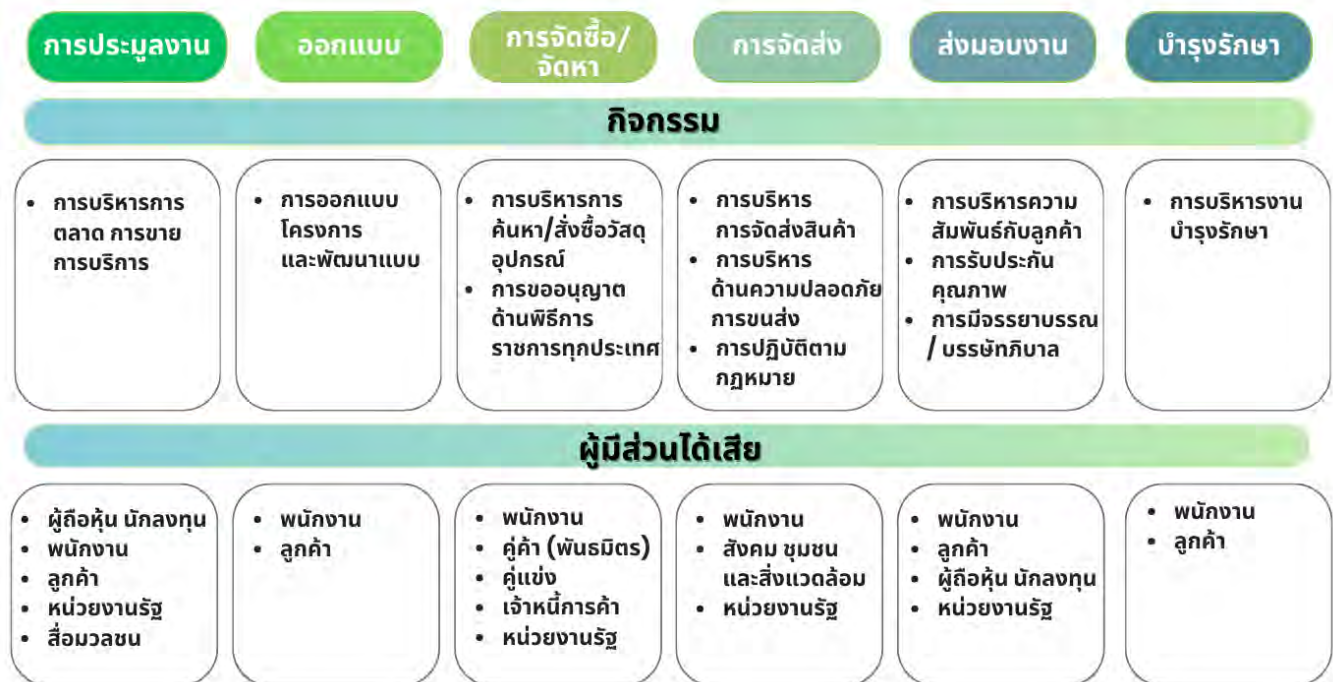 การประมูลงาน
ออกแบบ
การจัดซื้อ/
จัดหา
การจัดส่ง
ส่งมอบงาน
บำรุงรักษา
กิจกรรม
• การบริหารการ
ตลาด การขาย
การบริการ
• การออกแบบ
โครงการ
และพัฒนาแบบ
• การบริหารการ
ค้นหา/สั่งซื้อวัสดุ
อุปกรณ์
• การขออนุญาต
ด้านพิธีการ
ราชการทุกประเทศ
• การบริหาร
การจัดส่งสินค้า
• การบริหาร
ด้านความปลอดภัย
การขนส่ง
• การปฏิบัติตาม
กฎหมาย
• การบริหารความ
สัมพันธ์กับลูกค้า
• การรับประกัน
คุณภาพ
• การมีจรรยาบรรณ
/ บรรษัทภิบาล
• การบริหารงาน
บำรุงรักษา
ผู้มีส่วนได้เสีย
• ผู้ถือหุ้น นักลงทุน
• พนักงาน
• ลูกค้า
• หน่วยงานรัฐ
• สื่อมวลชน
• พนักงาน
• ลูกค้า
• พนักงาน
• คู่ค้า (พันธมิตร)
• คู่แข่ง
• เจ้าหนี้การค้า
• หน่วยงานรัฐ
• พนักงาน
• สังคม ชุมชน
และสิ่งแวดล้อม
• หน่วยงานรัฐ
• พนักงาน
• ลูกค้า
• ผู้ถือหุ้น นักลงทุน
• หน่วยงานรัฐ
• พนักงาน
• ลูกค้า